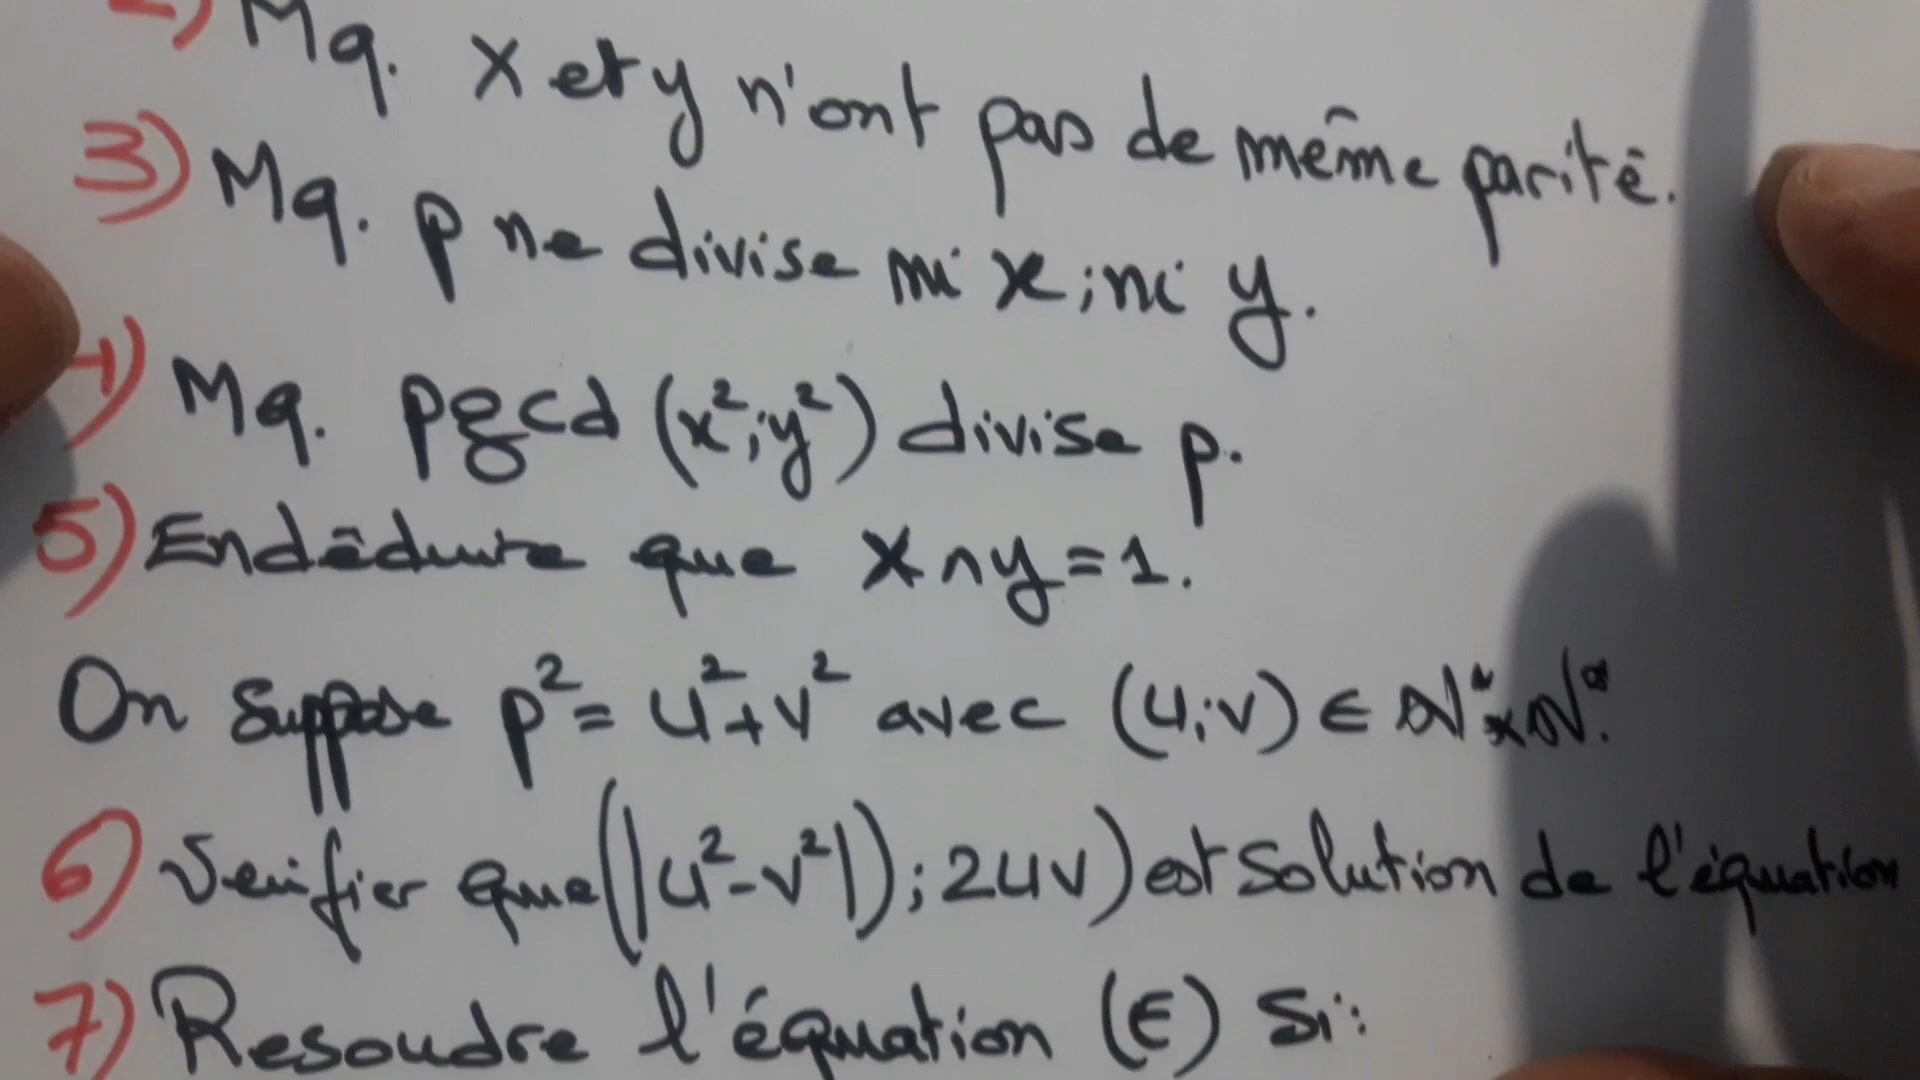 2) Mq. x et y n'ont pas de même parité.
3) Mq. p ne divise ni x; ni y.
4) Mq. pgcd (x²; y²) divise p.
5) En déduire que x∧y=1.
On suppose p² = u²+v² avec (u;v) ∈ ℕ*×ℕ*.
6) Verifier que (|u²-v²|); 2uv) est solution de l'équation
7) Resoudre l'équation (E) si: